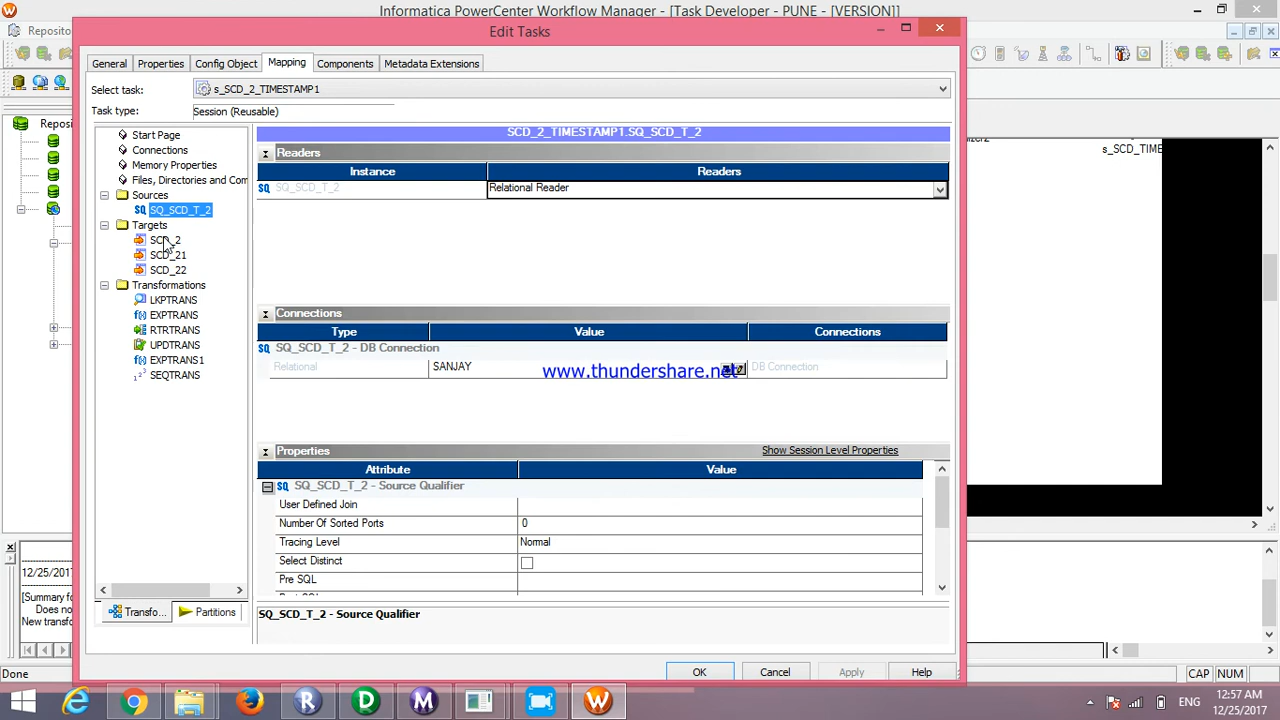 Informatica PowerCenter Workflow Manager - [Task Developer - PUNE - [VERSION]]
Edit Tasks
Reposito
General
Properties
Config Object
Mapping
Components
Metadata Extensions
Select task:
s_SCD_2_TIMESTAMP1
Task type:
Session (Reusable)
Reposi
Start Page
Connections
Memory Properties
Files, Directories and Com
Sources
SQ_SCD_T_2
Targets
SCD_2
SCD_21
SCD_22
Transformations
LKPTRANS
EXPTRANS
RTRTRANS
UPDTRANS
EXPTRANS1
SEQTRANS
Transfo...
Partitions
SCD_2_TIMESTAMP1.SQ_SCD_T_2
Readers
Instance
Readers
SQ_SCD_T_2
Relational Reader
Connections
Type
Value
Connections
SQ_SCD_T_2 - DB Connection
Relational
SANJAY
DB Connection
www.thundershare.net
Properties
Show Session Level Properties
Attribute
Value
SQ_SCD_T_2 - Source Qualifier
User Defined Join
Number Of Sorted Ports
0
Tracing Level
Normal
Select Distinct
Pre SQL
SQ_SCD_T_2 - Source Qualifier
OK
Cancel
Apply
Help
s_SCD_TIME
12/25/2017
[Summary fo
Does no
New transfo
Done
CAP
NUM
ENG
12:57 AM
12/25/2017